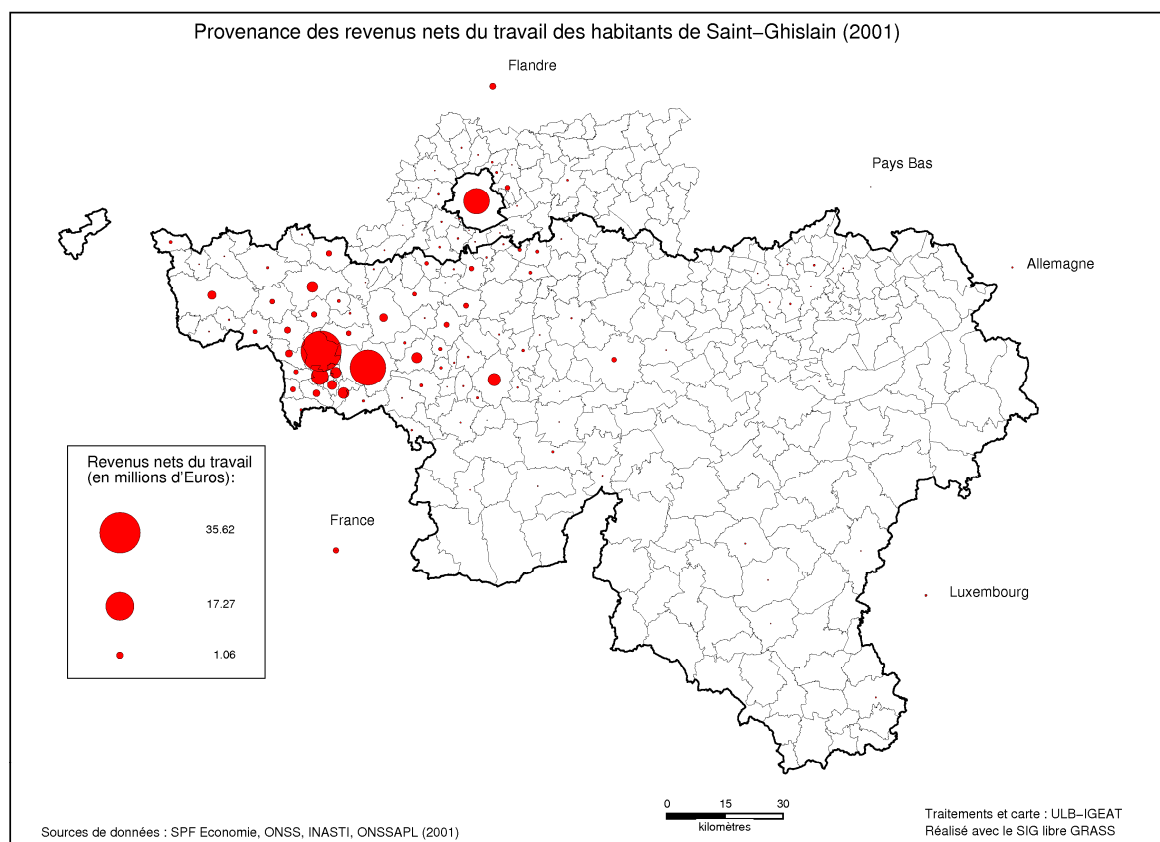 Provenance des revenus nets du travail des habitants de Saint−Ghislain (2001)
Flandre
Pays Bas
Allemagne
Revenus nets du travail
(en millions d'Euros):
35.62
17.27
1.06
France
Luxembourg
0 15 30
kilomètres
Sources de données : SPF Economie, ONSS, INASTI, ONSSAPL (2001)
Traitements et carte : ULB−IGEAT
Réalisé avec le SIG libre GRASS